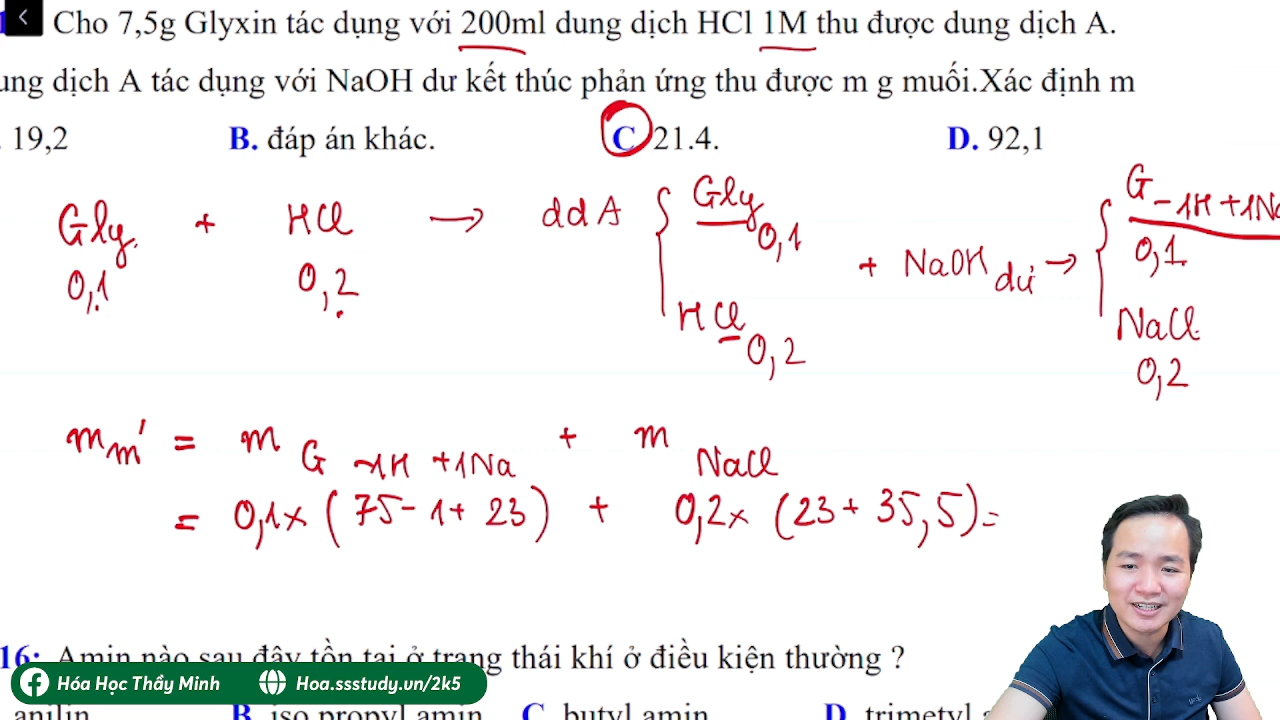 Cho 7,5g Glyxin tác dụng với 200ml dung dịch HCl 1M thu được dung dịch A.
dịch A tác dụng với NaOH dư kết thúc phản ứng thu được m g muối.Xác định m
19,2 B. đáp án khác. C 21.4. D. 92,1
Gly + HCl → ddA { Gly 0,1 HCl 0,2 + NaOH dư → { G -1H +1Na 0,1 NaCl 0,2
0,1 0,2
m m' = m G -1H +1Na + m NaCl
= 0,1x (75-1+23) + 0,2x (23+35,5) =
16: Amin nào sau đây tồn tại ở trạng thái khí ở điều kiện thường ?
anilin B. iso propyl amin C. butyl amin D. trimetyl
Hóa Học Thầy Minh Hoa.ssstudy.vn/2k5